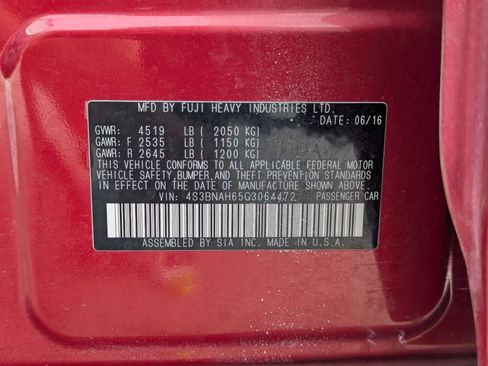 MFD BY FUJI HEAVY INDUSTRIES LTD.
DATE: 06/16
GVWR: 4519 LB ( 2050 KG)
GAWR: F 2535 LB ( 1150 KG)
GAWR: R 2645 LB ( 1200 KG)
THIS VEHICLE CONFORMS TO ALL APPLICABLE FEDERAL MOTOR
VEHICLE SAFETY, BUMPER, AND THEFT PREVENTION STANDARDS
IN EFFECT ON THE DATE OF MANUFACTURE SHOWN ABOVE.
VIN: 4S3BNAH65G3064472 PASSENGER CAR
ASSEMBLED BY SIA INC. MADE IN U.S.A.